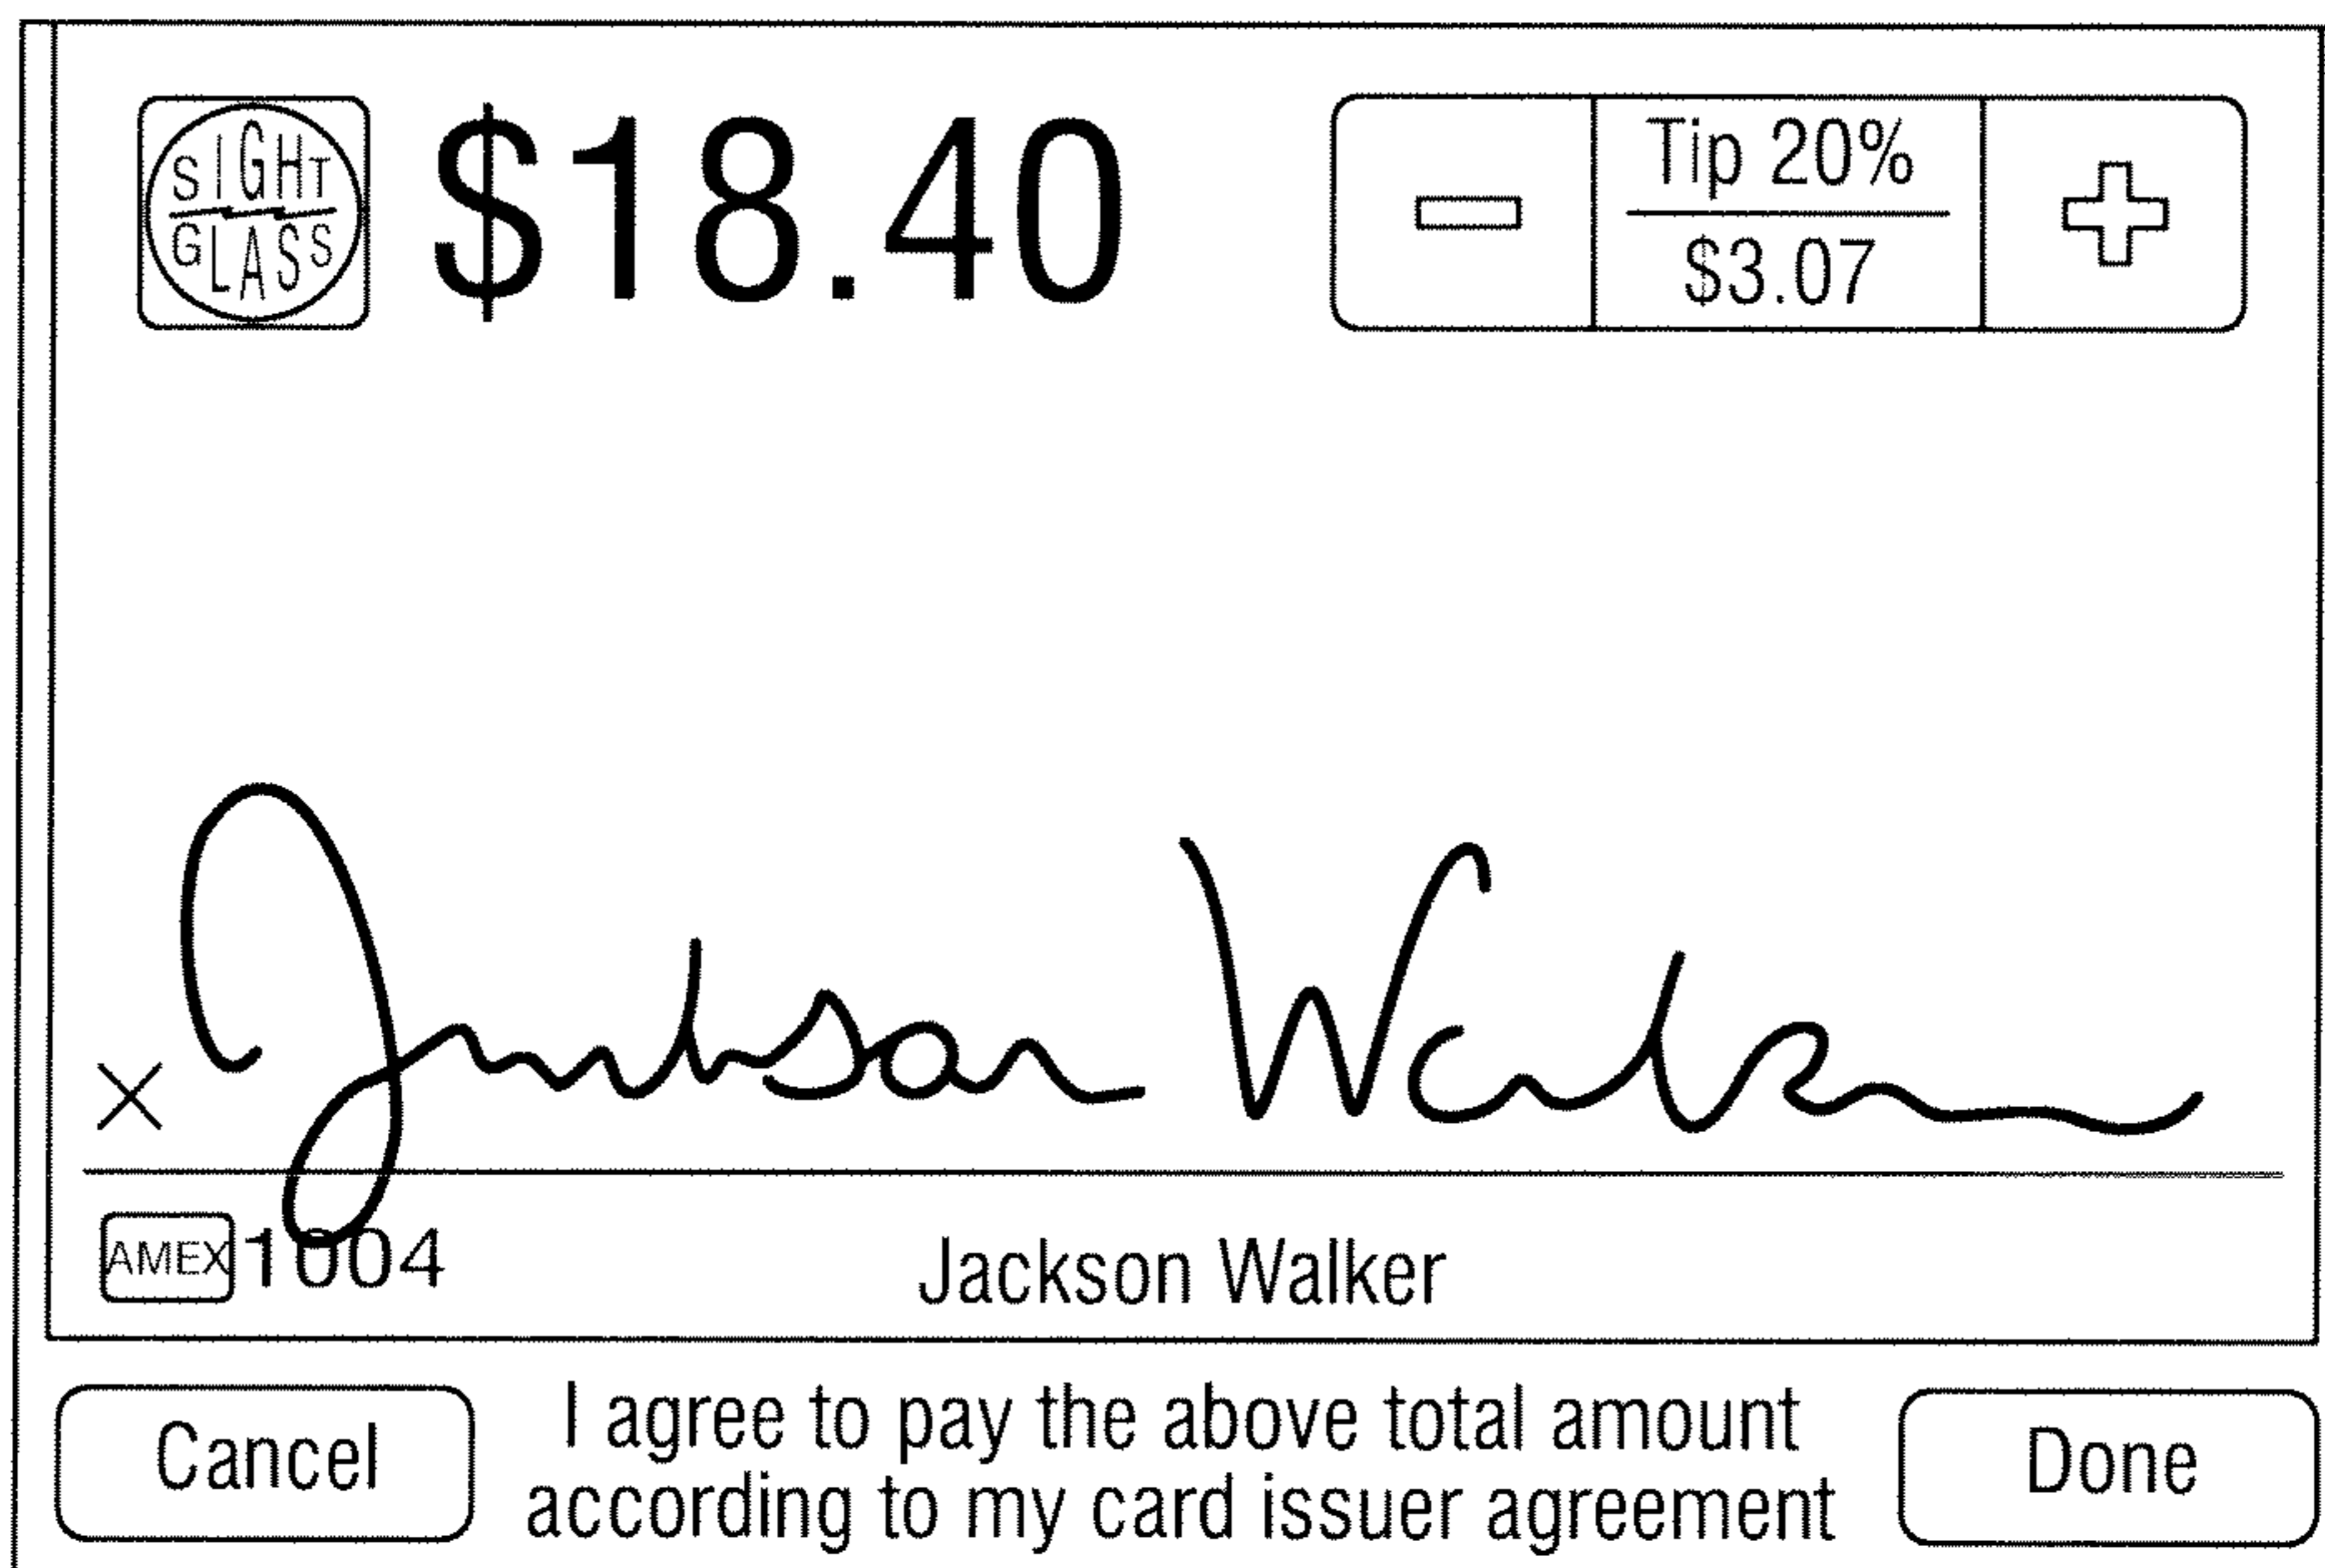 SIGHT
GLASS
$18.40
Tip 20%
$3.07
Jackson Walker
AMEX 1004
Jackson Walker
Cancel
I agree to pay the above total amount
according to my card issuer agreement
Done